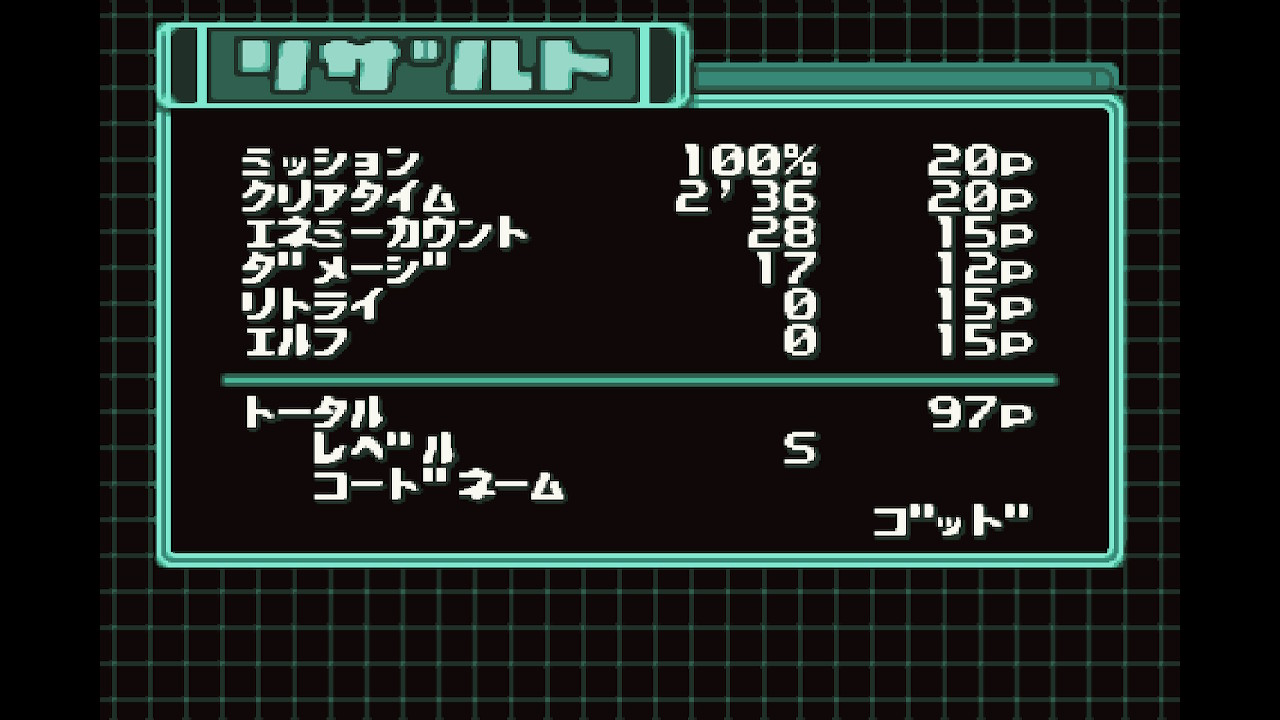 リザルト
ミッション 100% 20p
クリアタイム 2'36 20p
エネミーカウント 28 15p
ダメージ 17 12p
リトライ 0 15p
エルフ 0 15p
トータル 97p
レベル S
コードネーム
ゴッド